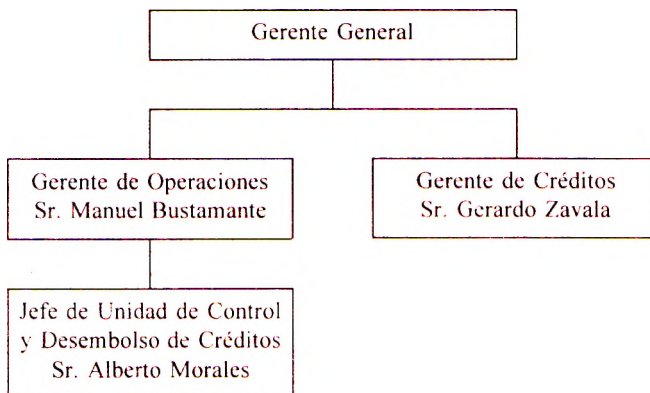 Gerente General
Gerente de Operaciones
Sr. Manuel Bustamante
Gerente de Créditos
Sr. Gerardo Zavala
Jefe de Unidad de Control
y Desembolso de Créditos
Sr. Alberto Morales